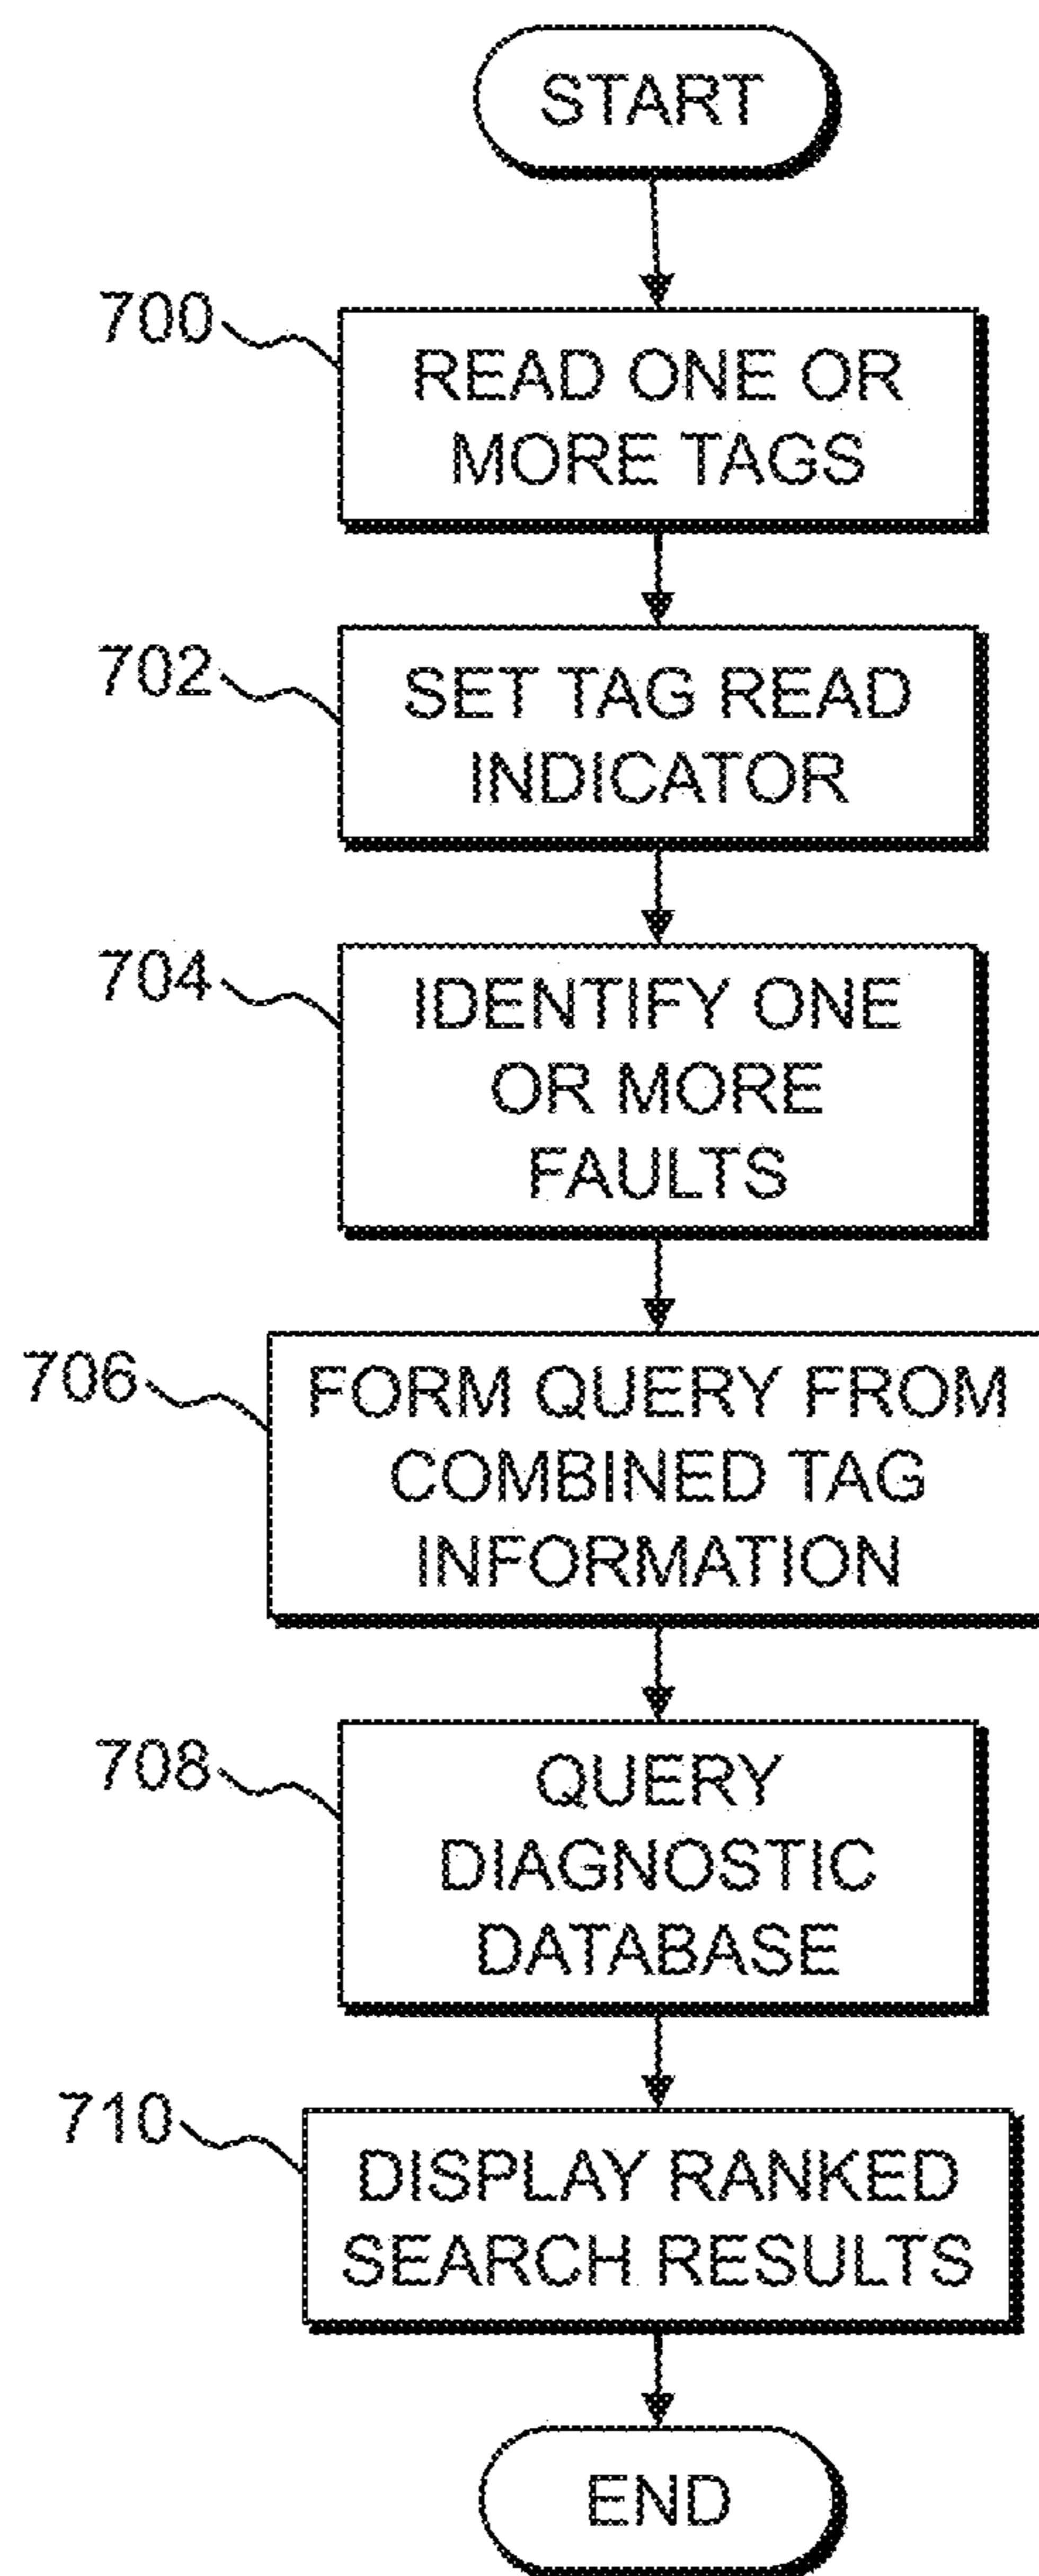 START
700
READ ONE OR
MORE TAGS
702
SET TAG READ
INDICATOR
704
IDENTIFY ONE
OR MORE
FAULTS
706
FORM QUERY FROM
COMBINED TAG
INFORMATION
708
QUERY
DIAGNOSTIC
DATABASE
710
DISPLAY RANKED
SEARCH RESULTS
END